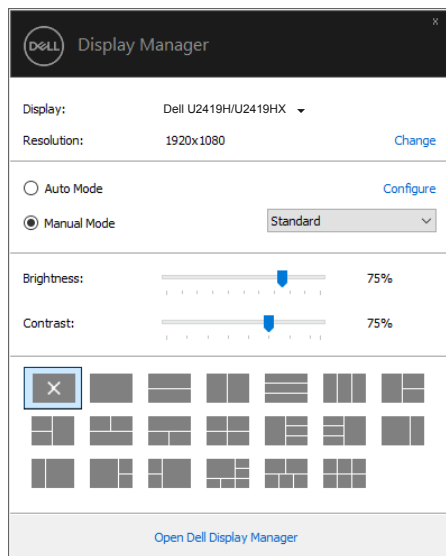 x
DELL Display Manager
Display: Dell U2419H/U2419HX
Resolution: 1920x1080 Change
Auto Mode Configure
Manual Mode Standard
Brightness: 75%
Contrast: 75%
Open Dell Display Manager